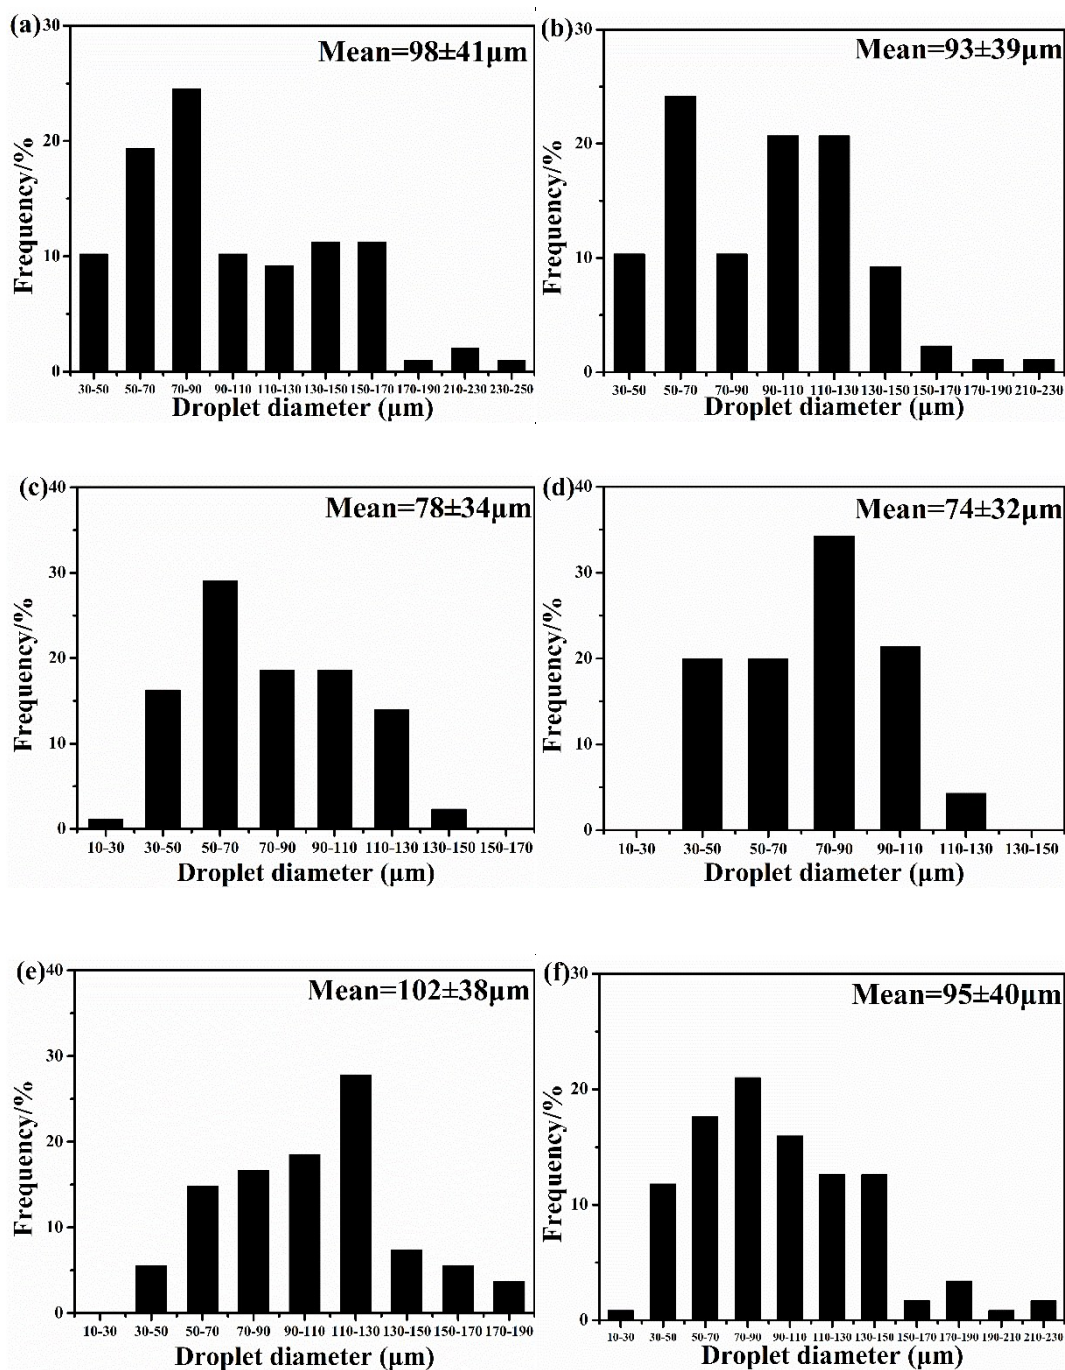 (a)
Mean=98±41μm
Frequency/%
30
20
10
0
30-50 50-70 70-90 90-110 110-130 130-150 150-170 170-190 210-230 230-250
Droplet diameter (μm)
(b)
Mean=93±39μm
Frequency/%
30
20
10
0
30-50 50-70 70-90 90-110 110-130 130-150 150-170 170-190 210-230
Droplet diameter (μm)
(c)
Mean=78±34μm
Frequency/%
40
30
20
10
0
10-30 30-50 50-70 70-90 90-110 110-130 130-150 150-170
Droplet diameter (μm)
(d)
Mean=74±32μm
Frequency/%
40
30
20
10
0
10-30 30-50 50-70 70-90 90-110 110-130 130-150
Droplet diameter (μm)
(e)
Mean=102±38μm
Frequency/%
40
30
20
10
0
10-30 30-50 50-70 70-90 90-110 110-130 130-150 150-170 170-190
Droplet diameter (μm)
(f)
Mean=95±40μm
Frequency/%
30
20
10
0
10-30 30-50 50-70 70-90 90-110 110-130 130-150 150-170 170-190 190-210 210-230
Droplet diameter (μm)